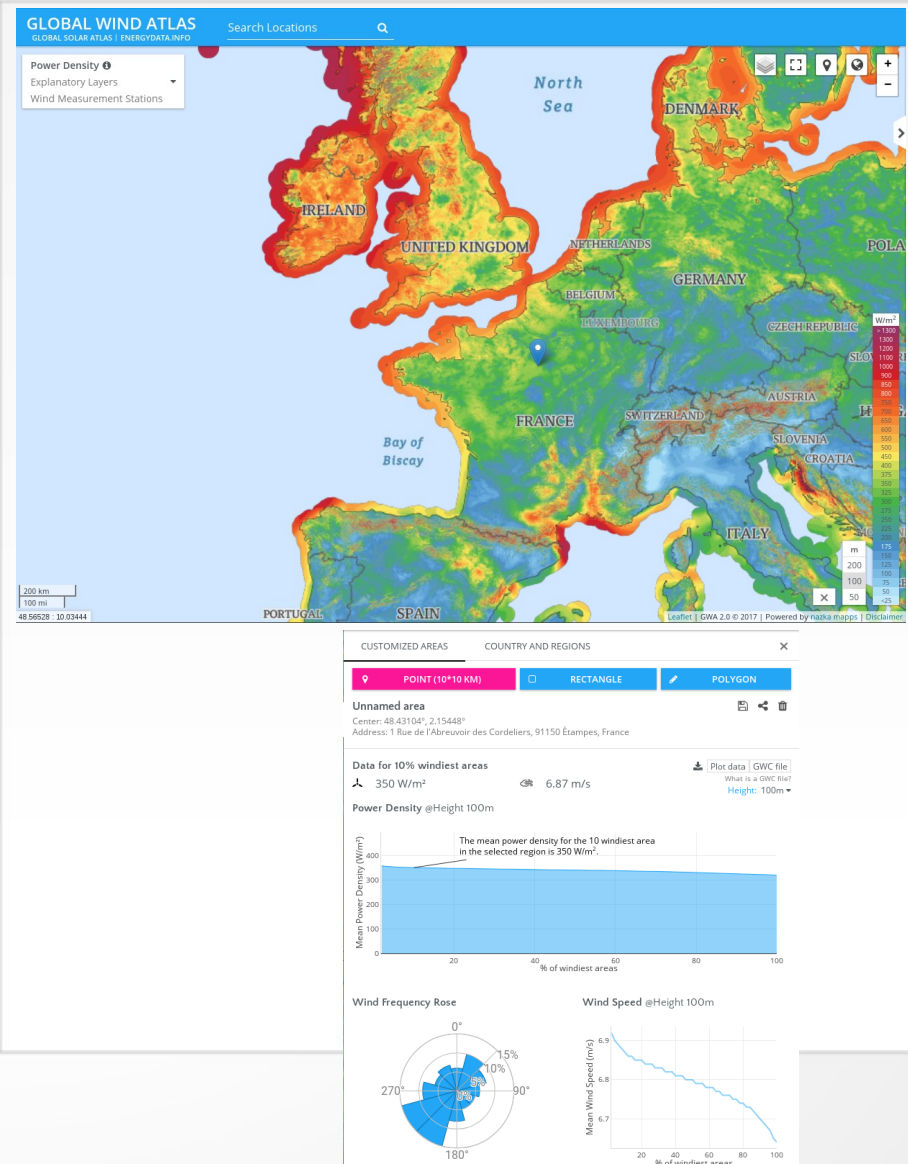 GLOBAL WIND ATLAS
GLOBAL SOLAR ATLAS | ENERGYDATA.INFO
Search Locations
Power Density
Explanatory Layers
Wind Measurement Stations
North
Sea
DENMARK
IRELAND
UNITED KINGDOM
NETHERLANDS
POLA
GERMANY
BELGIUM
LUXEMBOURG
CZECH REPUBLIC
SLOV
AUSTRIA
FRANCE
SWITZERLAND
SLOVENIA
CROATIA
Bay of
Biscay
ITALY
PORTUGAL
SPAIN
+
−
W/m²
> 1300
1300
1200
1100
1000
900
850
800
750
700
650
600
550
500
450
400
375
350
325
300
275
250
225
200
175
150
125
100
75
50
<25
m
200
100
50
200 km
100 mi
48.56528 : 10.03444
Leaflet | GWA 2.0 © 2017 | Powered by nazka mapps | Disclaimer
CUSTOMIZED AREAS COUNTRY AND REGIONS
POINT (10*10 KM) RECTANGLE POLYGON
Unnamed area
Center: 48.43104°, 2.15448°
Address: 1 Rue de l'Abreuvoir des Cordeliers, 91150 Étampes, France
Data for 10% windiest areas
Plot data GWC file
What is a GWC file?
350 W/m² 6.87 m/s
Height: 100m
Power Density @Height 100m
Mean Power Density (W/m²)
400
300
200
100
0
The mean power density for the 10 windiest area
in the selected region is 350 W/m².
20 40 60 80 100
% of windiest areas
Wind Frequency Rose
0°
15%
10%
5%
0%
270° 90°
180°
Wind Speed @Height 100m
Mean Wind Speed (m/s)
6.9
6.8
6.7
20 40 60 80 100
% of windiest areas